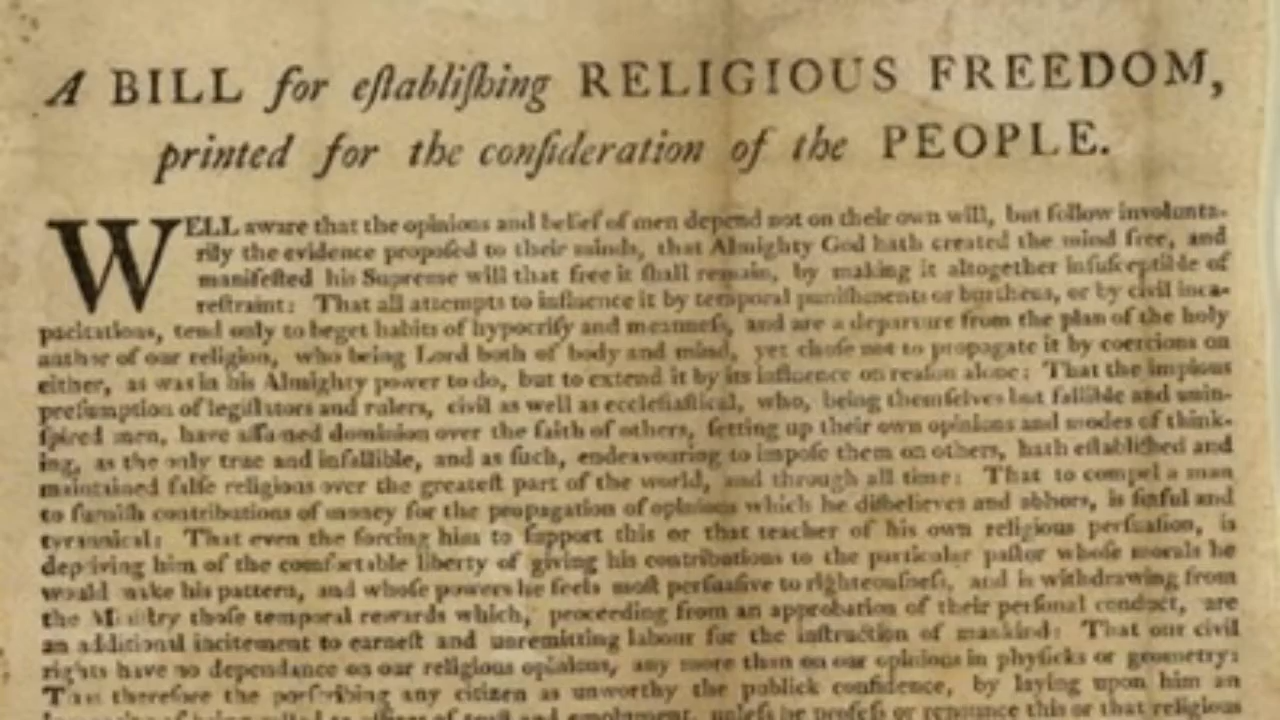 A BILL for eſtabliſhing RELIGIOUS FREEDOM,
printed for the conſideration of the PEOPLE.
WELL aware that the opinions and belief of men depend not on their own will, but follow involunta-
rily the evidence propoſed to their minds, that Almighty God hath created the mind free, and
manifeſted his Supreme will that free it ſhall remain, by making it altogether inſuſceptible of
reſtraint: That all attempts to influence it by temporal puniſhments or burthens, or by civil inca-
pacitations, tend only to beget habits of hypocriſy and meanneſs, and are a departure from the plan of the holy
author of our religion, who being Lord both of body and mind, yet choſe not to propagate it by coercions on
either, as was in his Almighty power to do, but to extend it by its influence on reaſon alone: That the impious
preſumption of legiſlators and rulers, civil as well as eccleſiaſtical, who, being themſelves but fallible and unin-
ſpired men, have aſſumed dominion over the faith of others, ſetting up their own opinions and modes of think-
ing, as the only true and infallible, and as ſuch, endeavouring to impoſe them on others, hath eſtabliſhed and
maintained falſe religions over the greateſt part of the world, and through all time: That to compel a man
to furniſh contributions of money for the propagation of opinions which he diſbelieves and abhors, is ſinful and
tyrannical: That even the forcing him to ſupport this or that teacher of his own religious perſuaſion, is
depriving him of the comfortable liberty of giving his contributions to the particular paſtor whoſe morals he
would make his pattern, and whoſe powers he feels moſt perſuaſive to righteouſneſs, and is withdrawing from
the Miniſtry thoſe temporal rewards which, proceeding from an approbation of their perſonal conduct, are
an additional incitement to earneſt and unremitting labour for the inſtruction of mankind: That our civil
rights have no dependance on our religious opinions, any more than on our opinions in phyſicks or geometry:
That therefore the proſcribing any citizen as unworthy the publick confidence, by laying upon him an
of being called to offices of truſt and emolument, unleſs he profeſs or renounce this or that religious